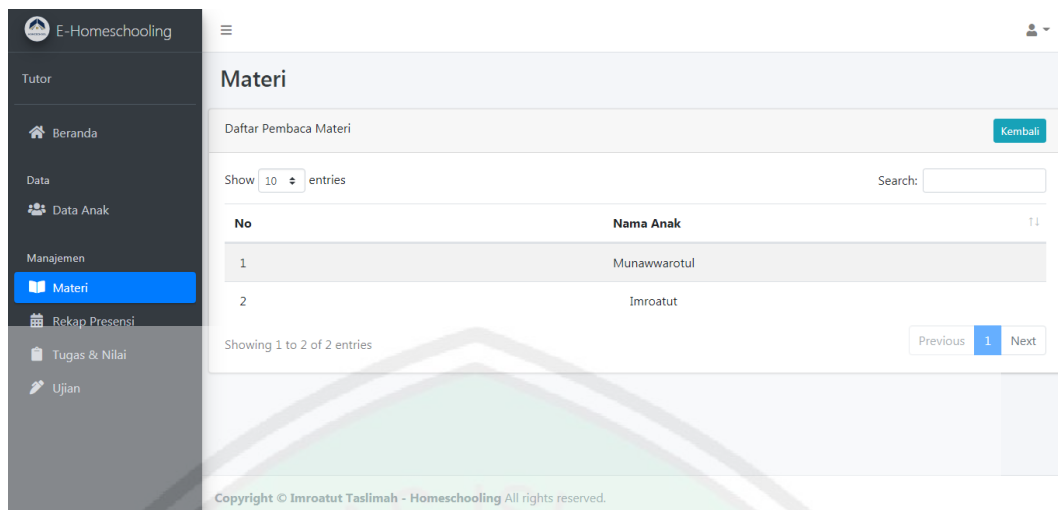 E-Homeschooling
Tutor
Beranda
Data
Data Anak
Manajemen
Materi
Rekap Presensi
Tugas & Nilai
Ujian
Materi
Daftar Pembaca Materi
Kembali
Show 10 entries
Search:
No Nama Anak
1 Munawwarotul
2 Imroatut
Showing 1 to 2 of 2 entries
Previous 1 Next
Copyright © Imroatut Taslimah - Homeschooling All rights reserved.